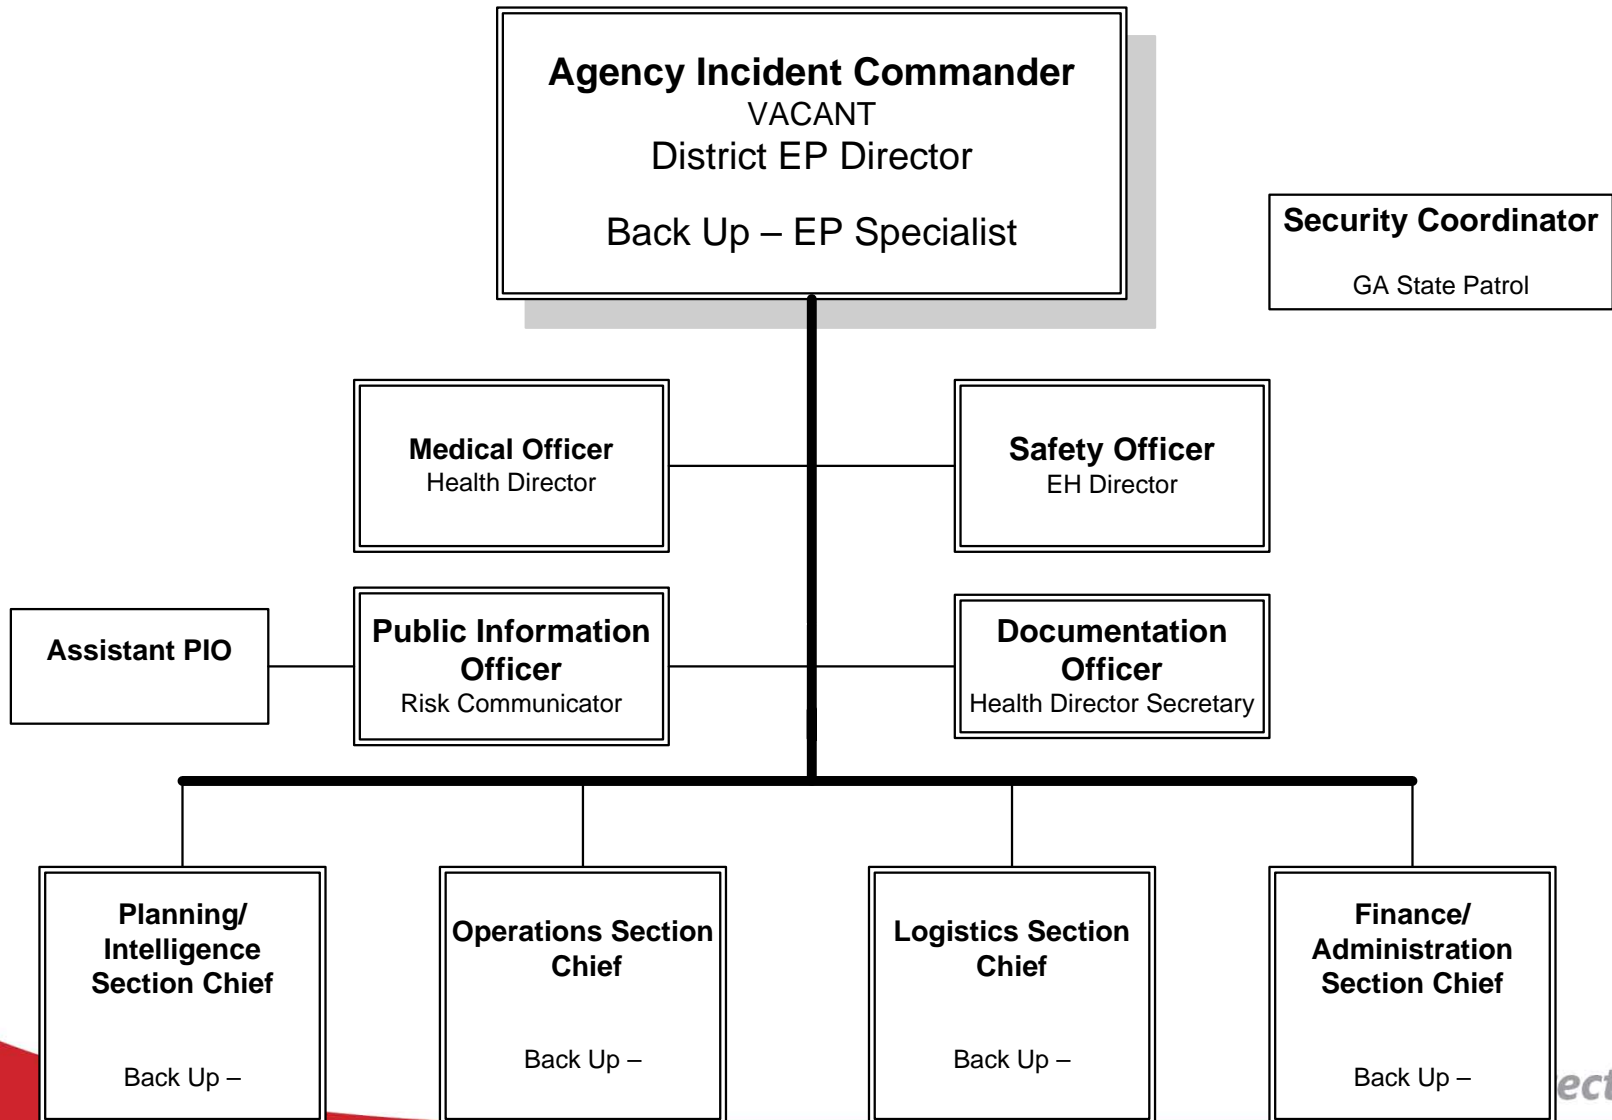 Agency Incident Commander
VACANT
District EP Director
Back Up – EP Specialist
Security Coordinator
GA State Patrol
Medical Officer
Health Director
Safety Officer
EH Director
Assistant PIO
Public Information
Officer
Risk Communicator
Documentation
Officer
Health Director Secretary
Planning/
Intelligence
Section Chief
Back Up –
Operations Section
Chief
Back Up –
Logistics Section
Chief
Back Up –
Finance/
Administration
Section Chief
Back Up –